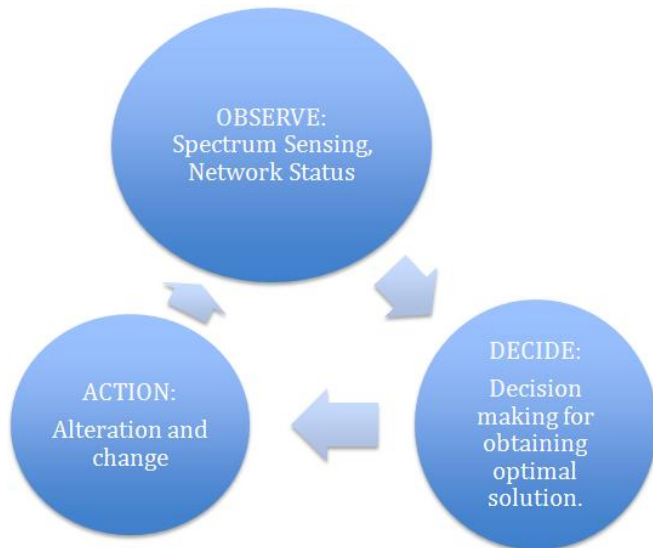 OBSERVE:
Spectrum Sensing,
Network Status
DECIDE:
Decision
making for
obtaining
optimal
solution.
ACTION:
Alteration and
change